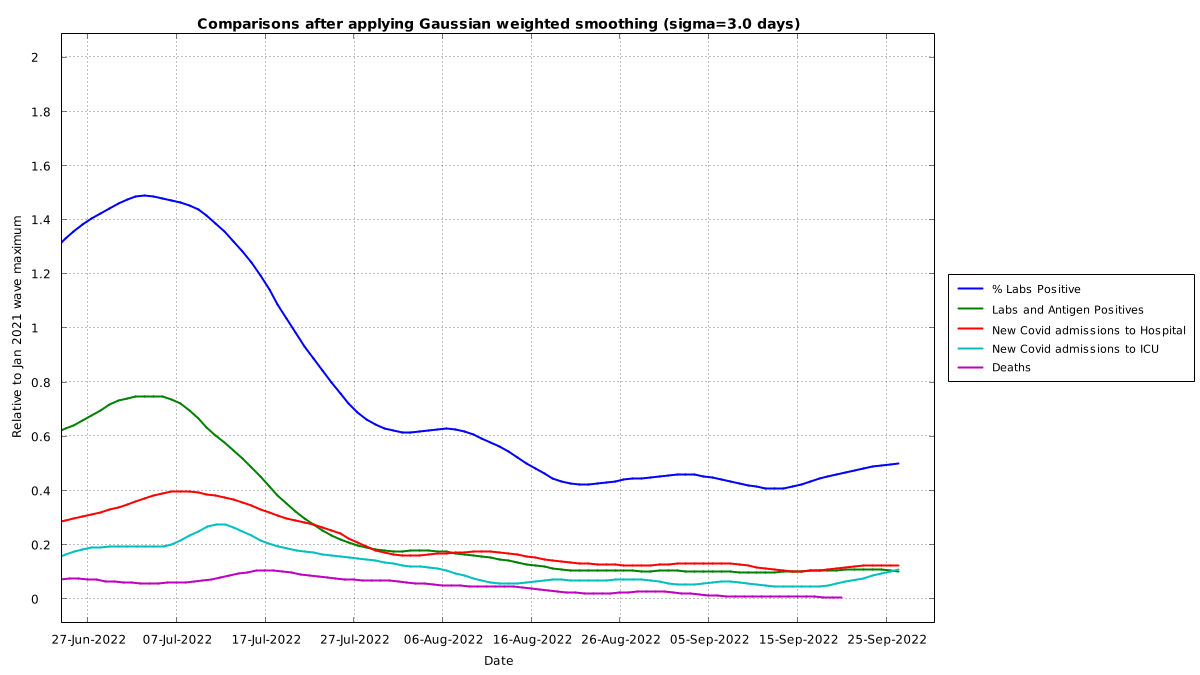 Comparisons after applying Gaussian weighted smoothing (sigma=3.0 days)
2
1.8
1.6
1.4
1.2
1
0.8
0.6
0.4
0.2
0
Relative to Jan 2021 wave maximum
27-Jun-2022 07-Jul-2022 17-Jul-2022 27-Jul-2022 06-Aug-2022 16-Aug-2022 26-Aug-2022 05-Sep-2022 15-Sep-2022 25-Sep-2022
Date
% Labs Positive
Labs and Antigen Positives
New Covid admissions to Hospital
New Covid admissions to ICU
Deaths